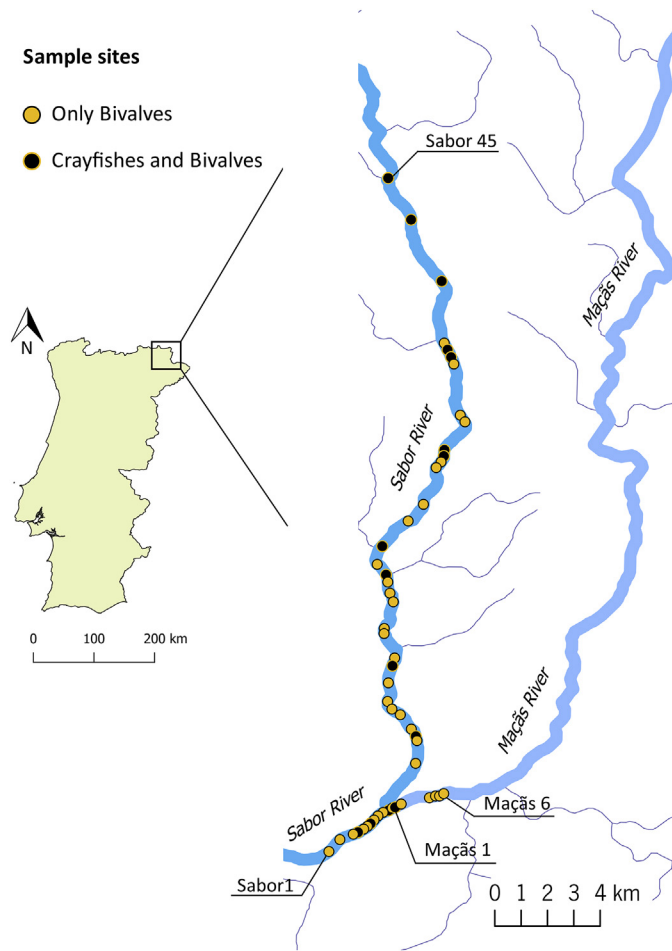 Sample sites
Only Bivalves
Crayfishes and Bivalves
Sabor 45
Maçãs River
N
Sabor River
0 100 200 km
Maçãs River
Sabor River
Maçãs 6
Maçãs 1
Sabor1
0 1 2 3 4 km